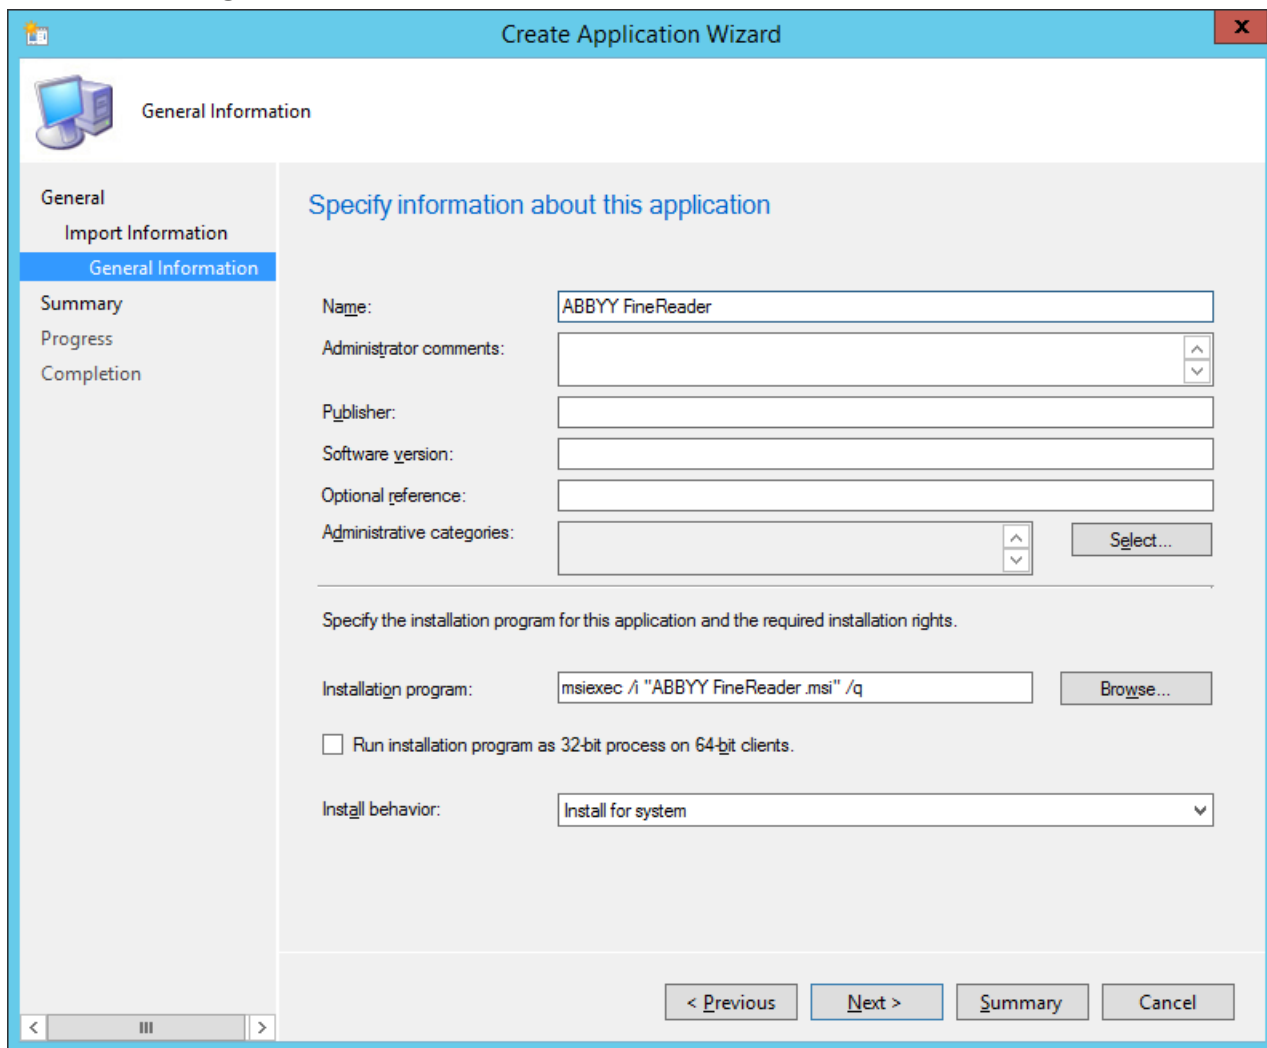 Create Application Wizard
x
General Information
General
Import Information
General Information
Summary
Progress
Completion
Specify information about this application
Name: ABBYY FineReader
Administrator comments:
Publisher:
Software version:
Optional reference:
Administrative categories: Select...
Specify the installation program for this application and the required installation rights.
Installation program: msiexec /i "ABBYY FineReader .msi" /q Browse...
Run installation program as 32-bit process on 64-bit clients.
Install behavior: Install for system
< Previous Next > Summary Cancel